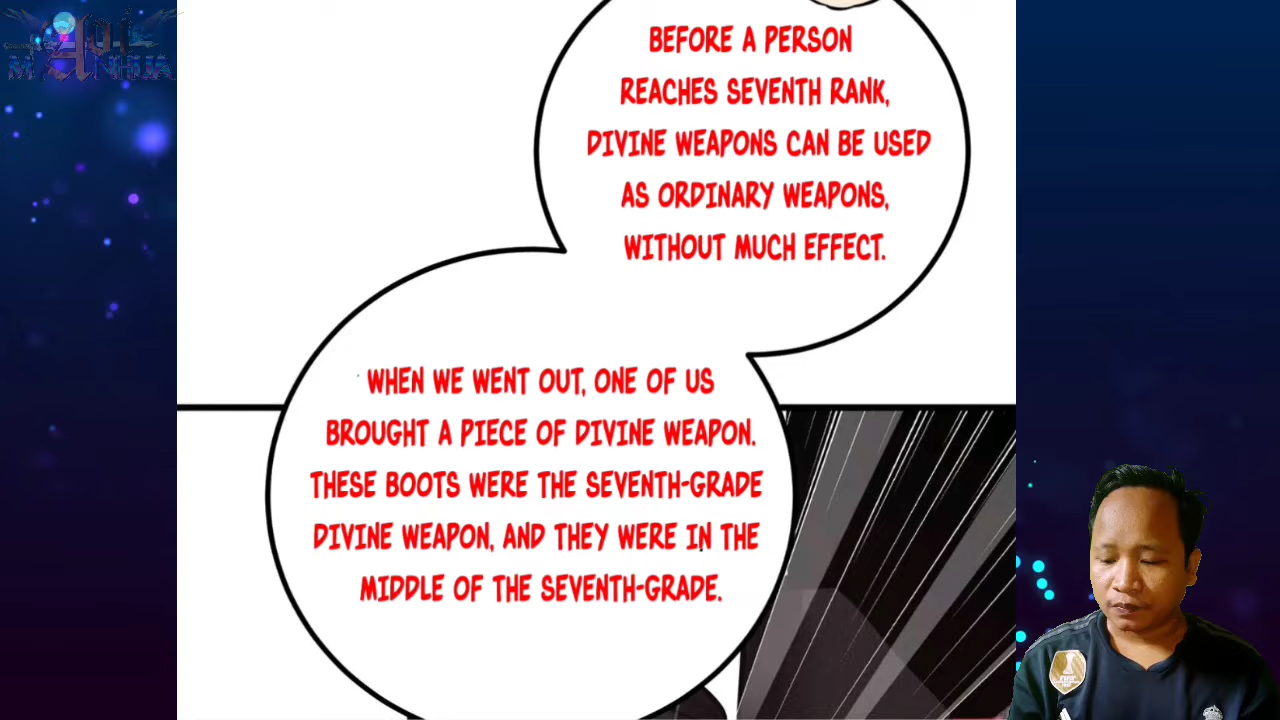 BEFORE A PERSON
REACHES SEVENTH RANK,
DIVINE WEAPONS CAN BE USED
AS ORDINARY WEAPONS,
WITHOUT MUCH EFFECT.
WHEN WE WENT OUT, ONE OF US
BROUGHT A PIECE OF DIVINE WEAPON.
THESE BOOTS WERE THE SEVENTH-GRADE
DIVINE WEAPON, AND THEY WERE IN THE
MIDDLE OF THE SEVENTH-GRADE.